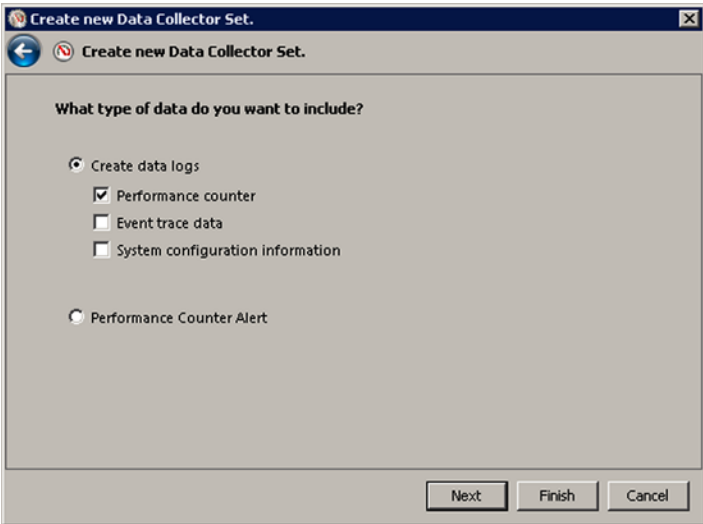 Create new Data Collector Set.
Create new Data Collector Set.
What type of data do you want to include?
Create data logs
Performance counter
Event trace data
System configuration information
Performance Counter Alert
Next Finish Cancel